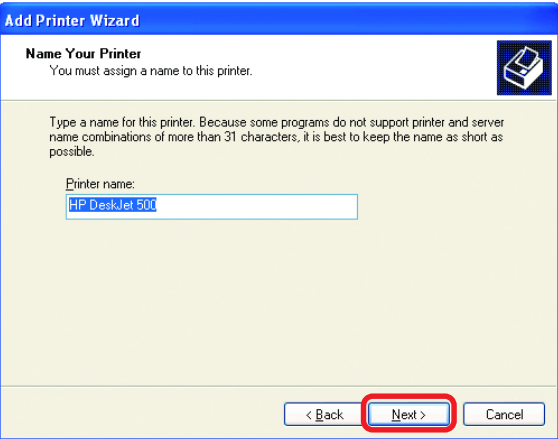 Add Printer Wizard
Name Your Printer
You must assign a name to this printer.
Type a name for this printer. Because some programs do not support printer and server
name combinations of more than 31 characters, it is best to keep the name as short as
possible.
Printer name:
HP DeskJet 500
< Back
Next >
Cancel